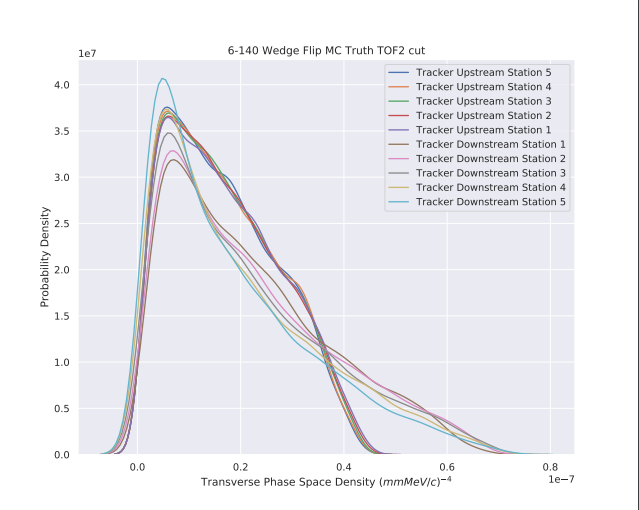 6-140 Wedge Flip MC Truth TOF2 cut
1e7
4.0
3.5
3.0
2.5
2.0
1.5
1.0
0.5
0.0
Probability Density
Tracker Upstream Station 5
Tracker Upstream Station 4
Tracker Upstream Station 3
Tracker Upstream Station 2
Tracker Upstream Station 1
Tracker Downstream Station 1
Tracker Downstream Station 2
Tracker Downstream Station 3
Tracker Downstream Station 4
Tracker Downstream Station 5
0.0 0.2 0.4 0.6 0.8
Transverse Phase Space Density (mmMeV/c)⁻⁴
1e−7